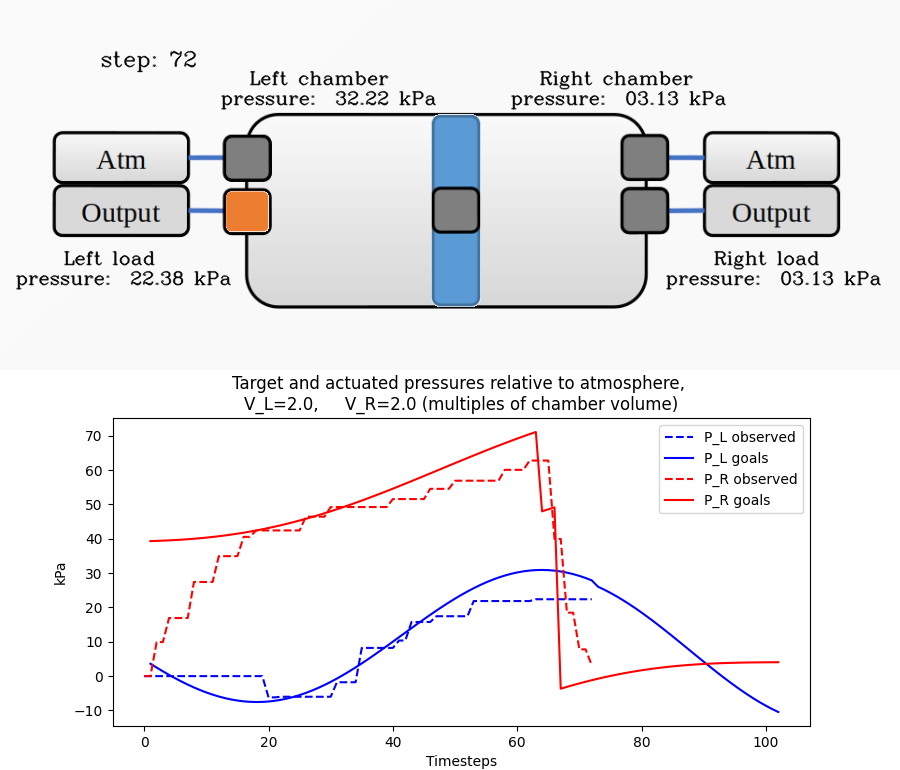 step: 72
Left chamber
pressure: 32.22 kPa
Right chamber
pressure: 03.13 kPa
Atm
Output
Atm
Output
Left load
pressure: 22.38 kPa
Right load
pressure: 03.13 kPa
Target and actuated pressures relative to atmosphere,
V_L=2.0, V_R=2.0 (multiples of chamber volume)
P_L observed
P_L goals
P_R observed
P_R goals
kPa
70
60
50
40
30
20
10
0
−10
0 20 40 60 80 100
Timesteps